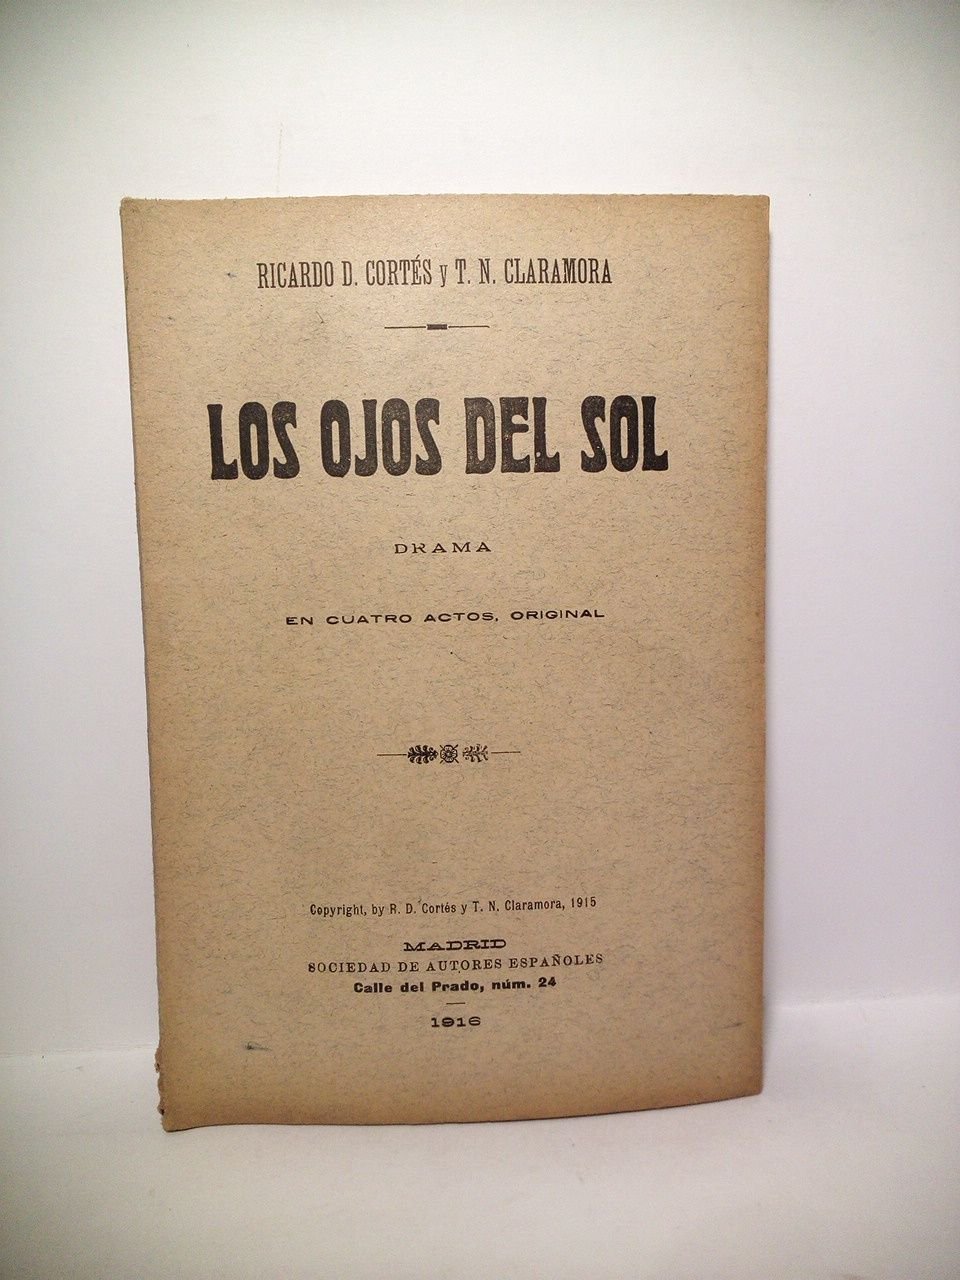 RICARDO D. CORTÉS y T. N. CLARAMORA
LOS OJOS DEL SOL
DRAMA
EN CUATRO ACTOS, ORIGINAL
Copyright, by R. D. Cortés y T. N. Claramora, 1915
MADRID
SOCIEDAD DE AUTORES ESPAÑOLES
Calle del Prado, núm. 24
1916